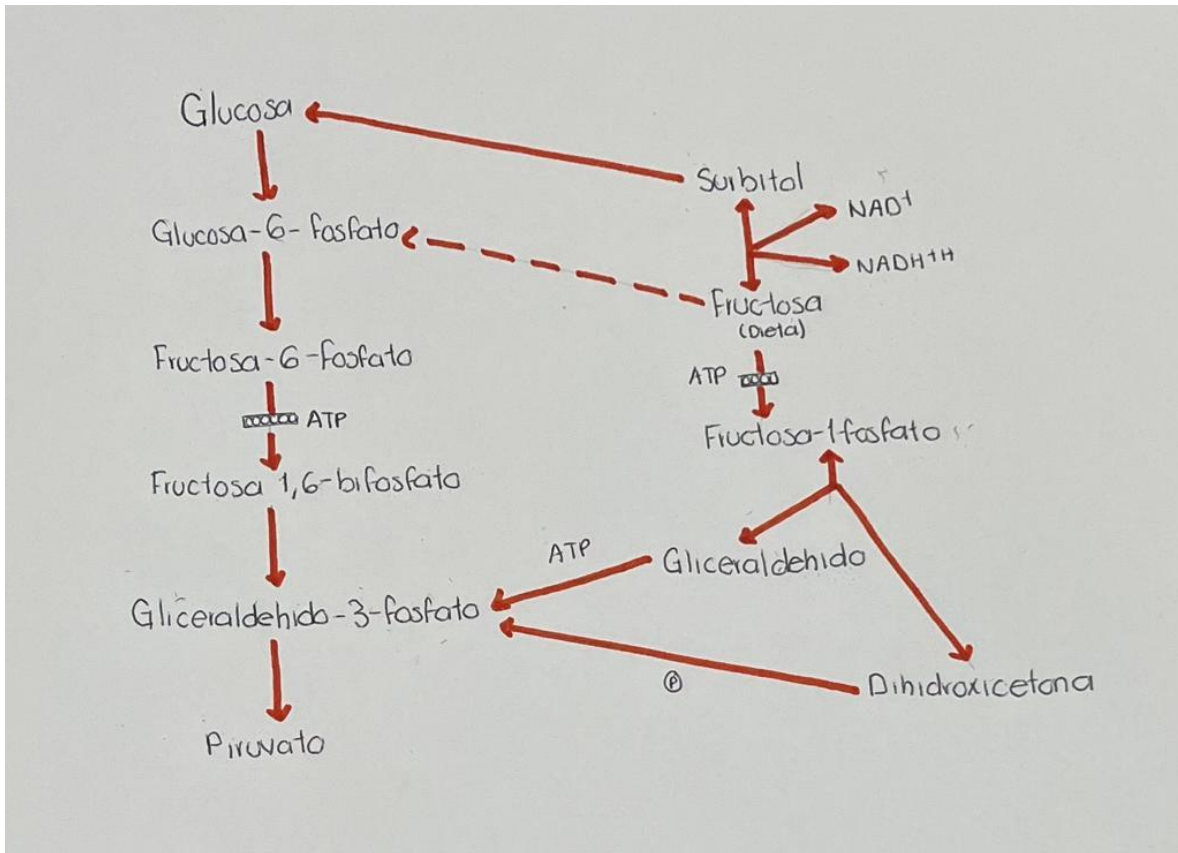 Glucosa
Surbitol
NAD+
Glucosa-6-fosfato
NADH+H
Fructosa
(Dieta)
Fructosa-6-fosfato
ATP
ATP
Fructosa-1fosfato
Fructosa 1,6-bifosfato
ATP
Gliceraldehido
Gliceraldehido-3-fosfato
P
Dihidroxicetona
Piruvato